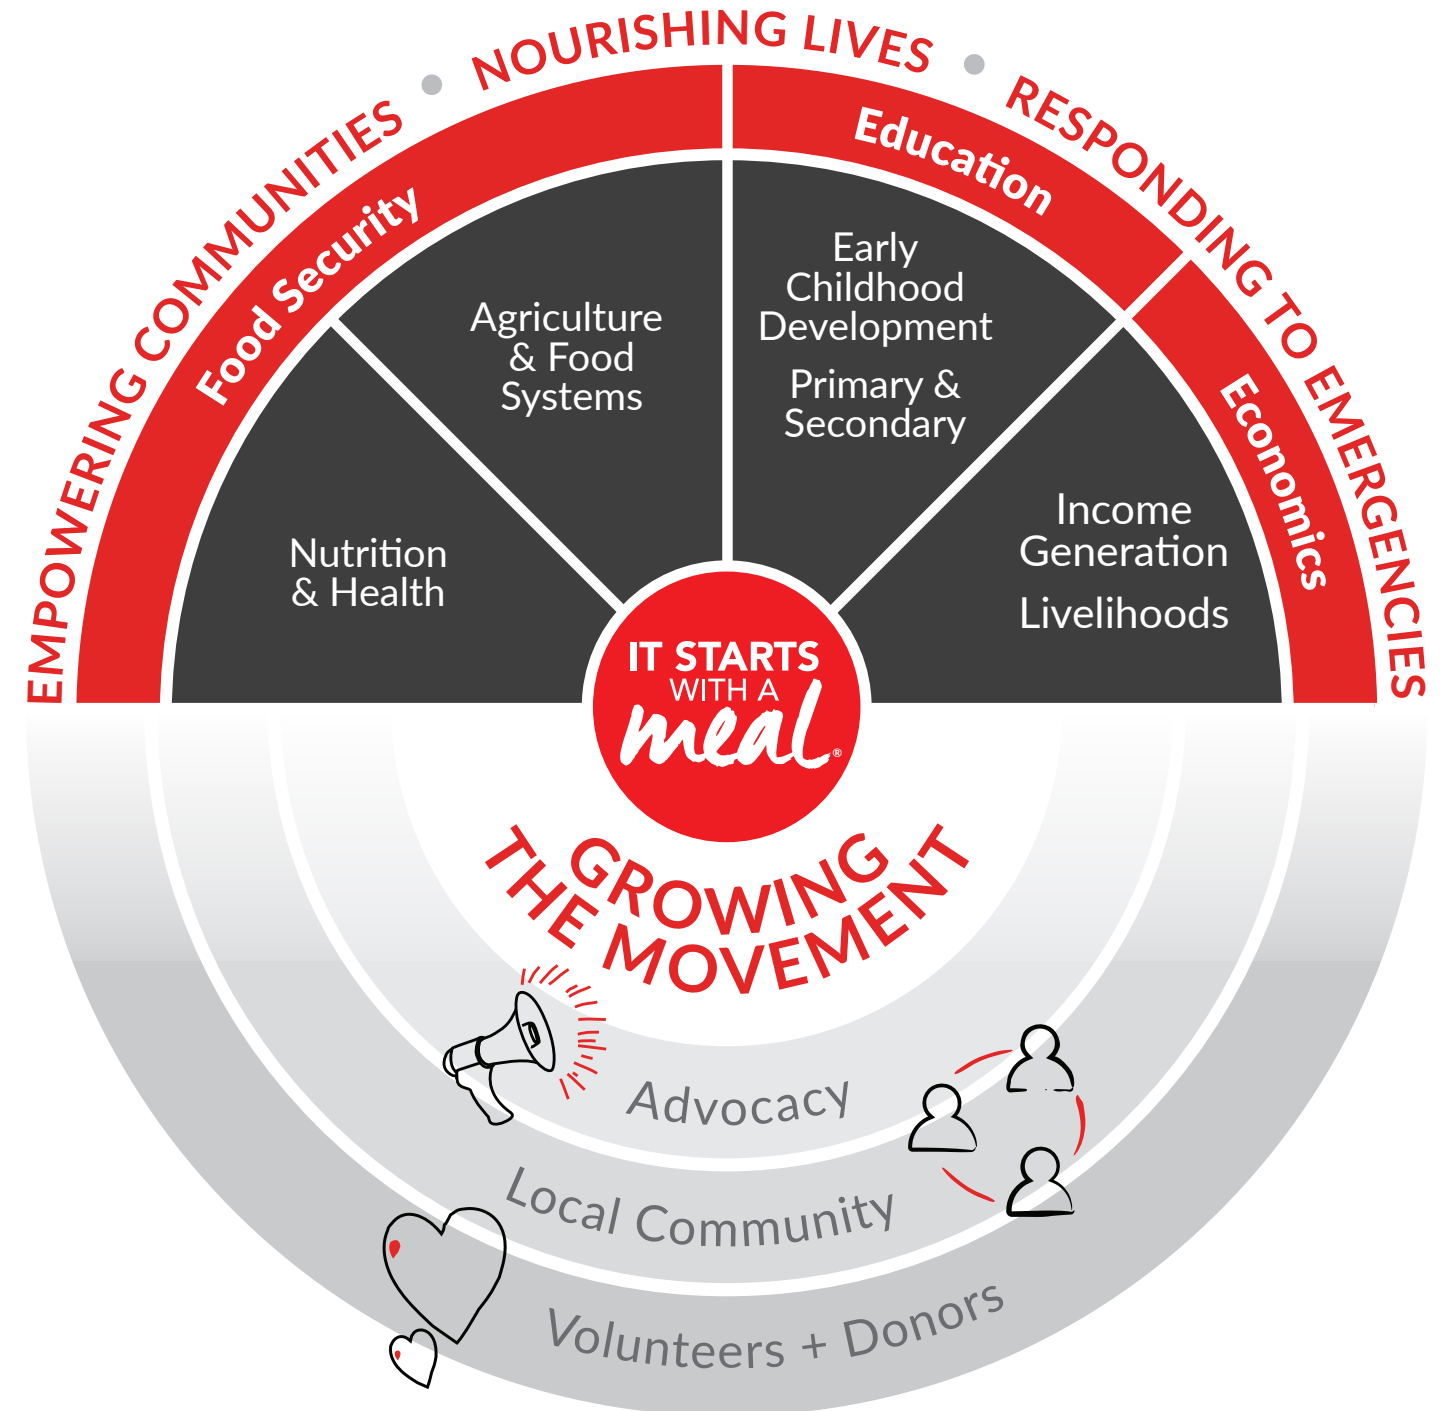 EMPOWERING COMMUNITIES • NOURISHING LIVES • RESPONDING TO EMERGENCIES
Food Security
Education
Economics
Nutrition
& Health
Agriculture
& Food
Systems
Early
Childhood
Development
Primary &
Secondary
Income
Generation
Livelihoods
IT STARTS
WITH A
meal®
GROWING
THE MOVEMENT
Advocacy
Local Community
Volunteers + Donors